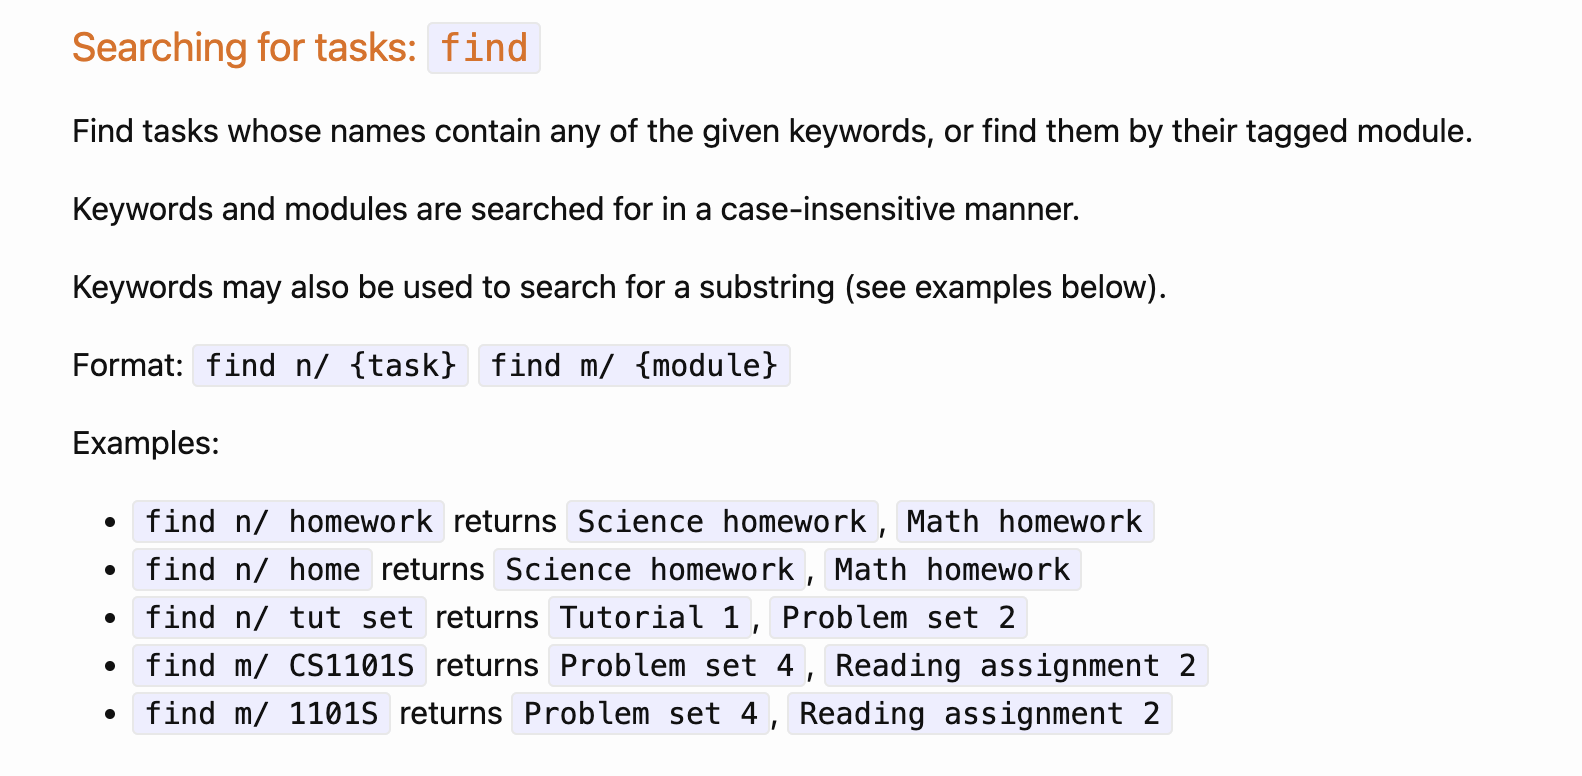 Searching for tasks: find
Find tasks whose names contain any of the given keywords, or find them by their tagged module.
Keywords and modules are searched for in a case-insensitive manner.
Keywords may also be used to search for a substring (see examples below).
Format: find n/ {task} find m/ {module}
Examples:
• find n/ homework returns Science homework, Math homework
• find n/ home returns Science homework, Math homework
• find n/ tut set returns Tutorial 1, Problem set 2
• find m/ CS1101S returns Problem set 4, Reading assignment 2
• find m/ 1101S returns Problem set 4, Reading assignment 2